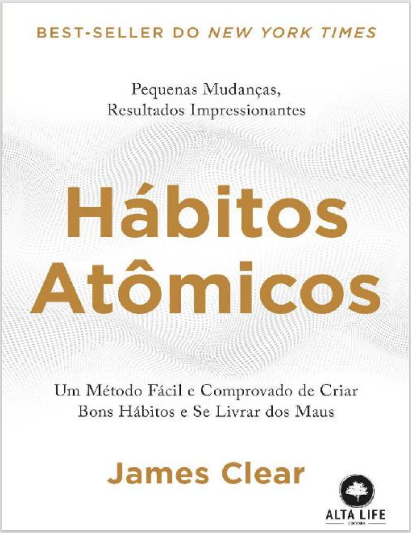 BEST-SELLER DO NEW YORK TIMES
Pequenas Mudanças,
Resultados Impressionantes
Hábitos
Atômicos
Um Método Fácil e Comprovado de Criar
Bons Hábitos e Se Livrar dos Maus
James Clear
ALTA LIFE
EDITORA